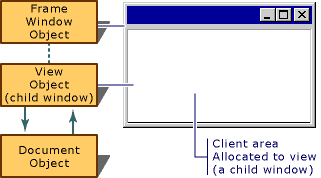 Frame
Window
Object
View
Object
(child window)
Document
Object
Client area
Allocated to view
(a child window)